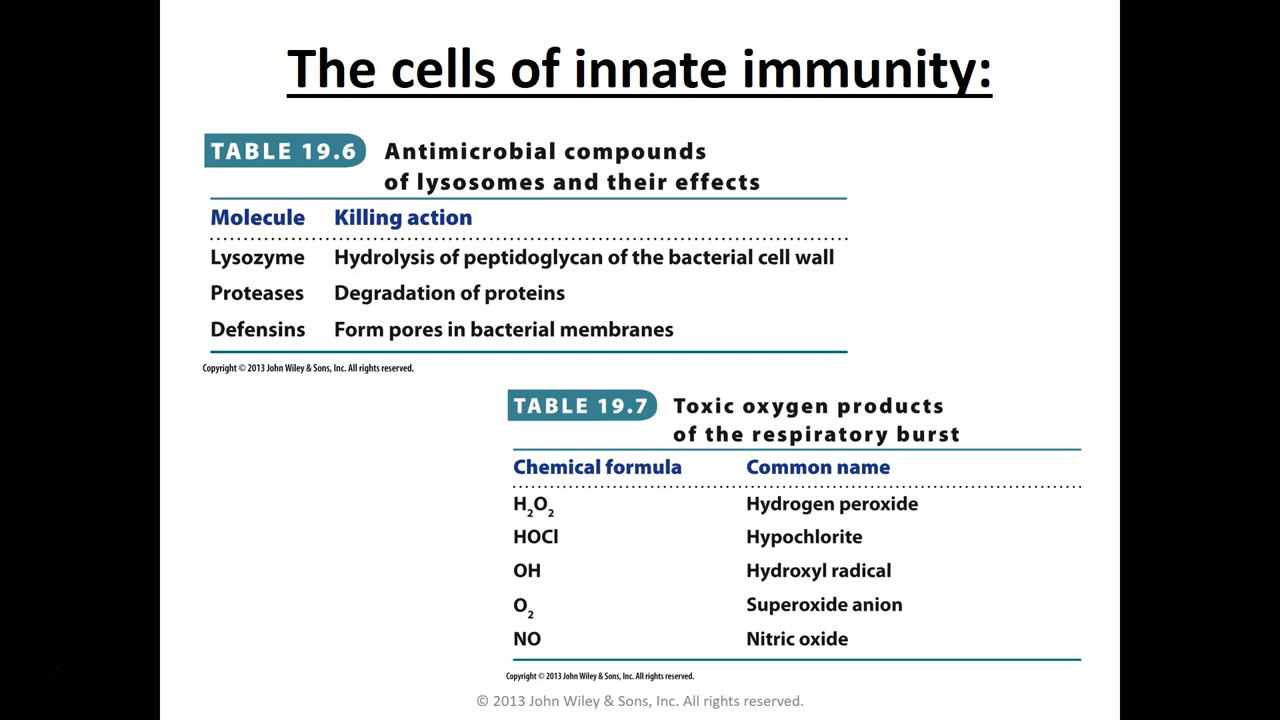 The cells of innate immunity:
TABLE 19.6 Antimicrobial compounds
of lysosomes and their effects
Molecule Killing action
Lysozyme Hydrolysis of peptidoglycan of the bacterial cell wall
Proteases Degradation of proteins
Defensins Form pores in bacterial membranes
Copyright © 2013 John Wiley & Sons, Inc. All rights reserved.
TABLE 19.7 Toxic oxygen products
of the respiratory burst
Chemical formula Common name
H₂O₂ Hydrogen peroxide
HOCl Hypochlorite
OH Hydroxyl radical
O₂ Superoxide anion
NO Nitric oxide
Copyright © 2013 John Wiley & Sons, Inc. All rights reserved.
© 2013 John Wiley & Sons, Inc. All rights reserved.